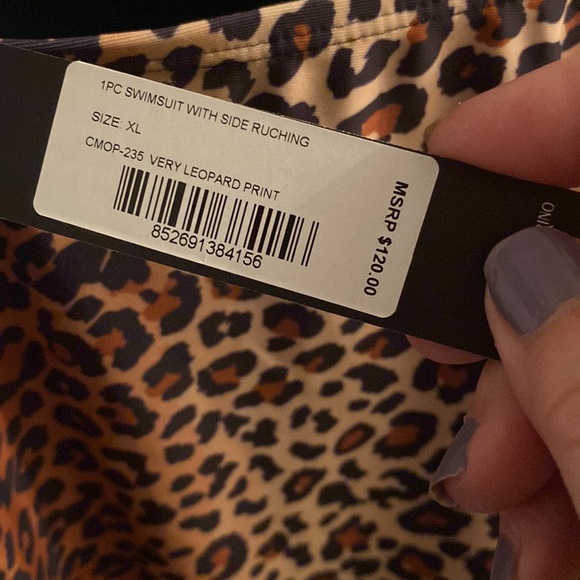 1PC SWIMSUIT WITH SIDE RUCHING
SIZE: XL
CMOP-235 VERY LEOPARD PRINT
852691384156
MSRP $120.00